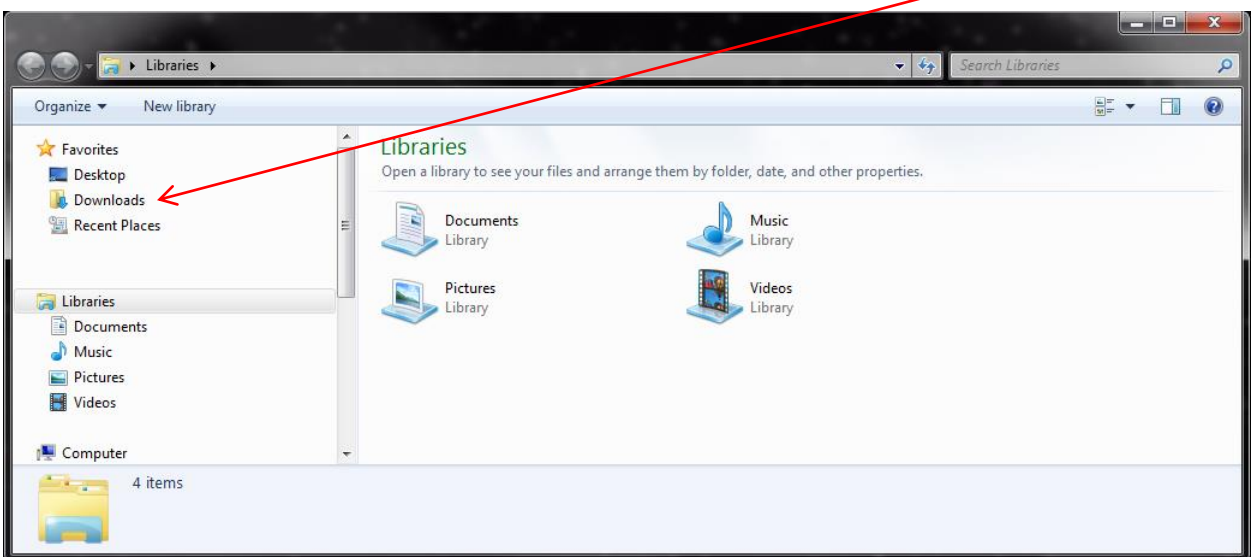 Libraries
Search Libraries
Organize
New library
Favorites
Desktop
Downloads
Recent Places
Libraries
Documents
Music
Pictures
Videos
Computer
Libraries
Open a library to see your files and arrange them by folder, date, and other properties.
Documents
Library
Music
Library
Pictures
Library
Videos
Library
4 items